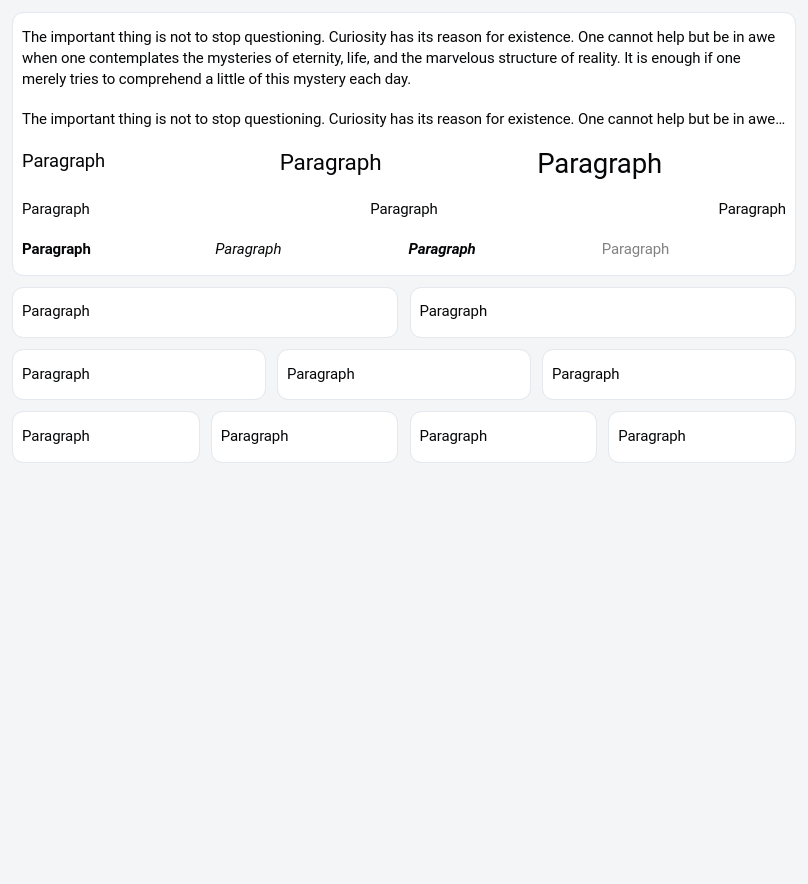 The important thing is not to stop questioning. Curiosity has its reason for existence. One cannot help but be in awe
when one contemplates the mysteries of eternity, life, and the marvelous structure of reality. It is enough if one
merely tries to comprehend a little of this mystery each day.
The important thing is not to stop questioning. Curiosity has its reason for existence. One cannot help but be in awe…
Paragraph Paragraph Paragraph
Paragraph Paragraph Paragraph
Paragraph Paragraph Paragraph Paragraph
Paragraph Paragraph
Paragraph Paragraph Paragraph
Paragraph Paragraph Paragraph Paragraph